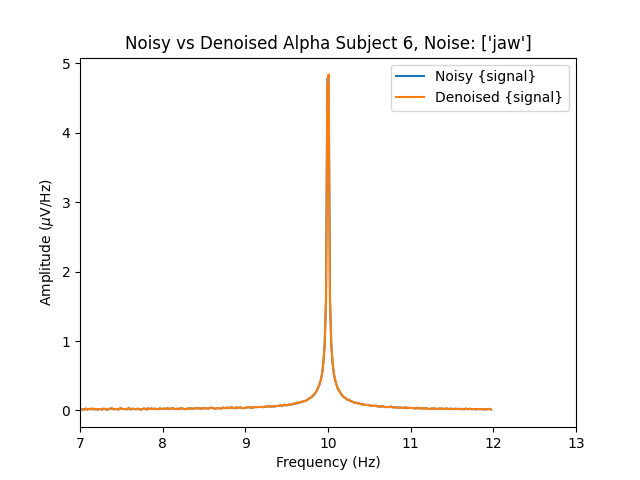 Noisy vs Denoised Alpha Subject 6, Noise: ['jaw']
Noisy {signal}
Denoised {signal}
Amplitude (μV/Hz)
5
4
3
2
1
0
7 8 9 10 11 12 13
Frequency (Hz)